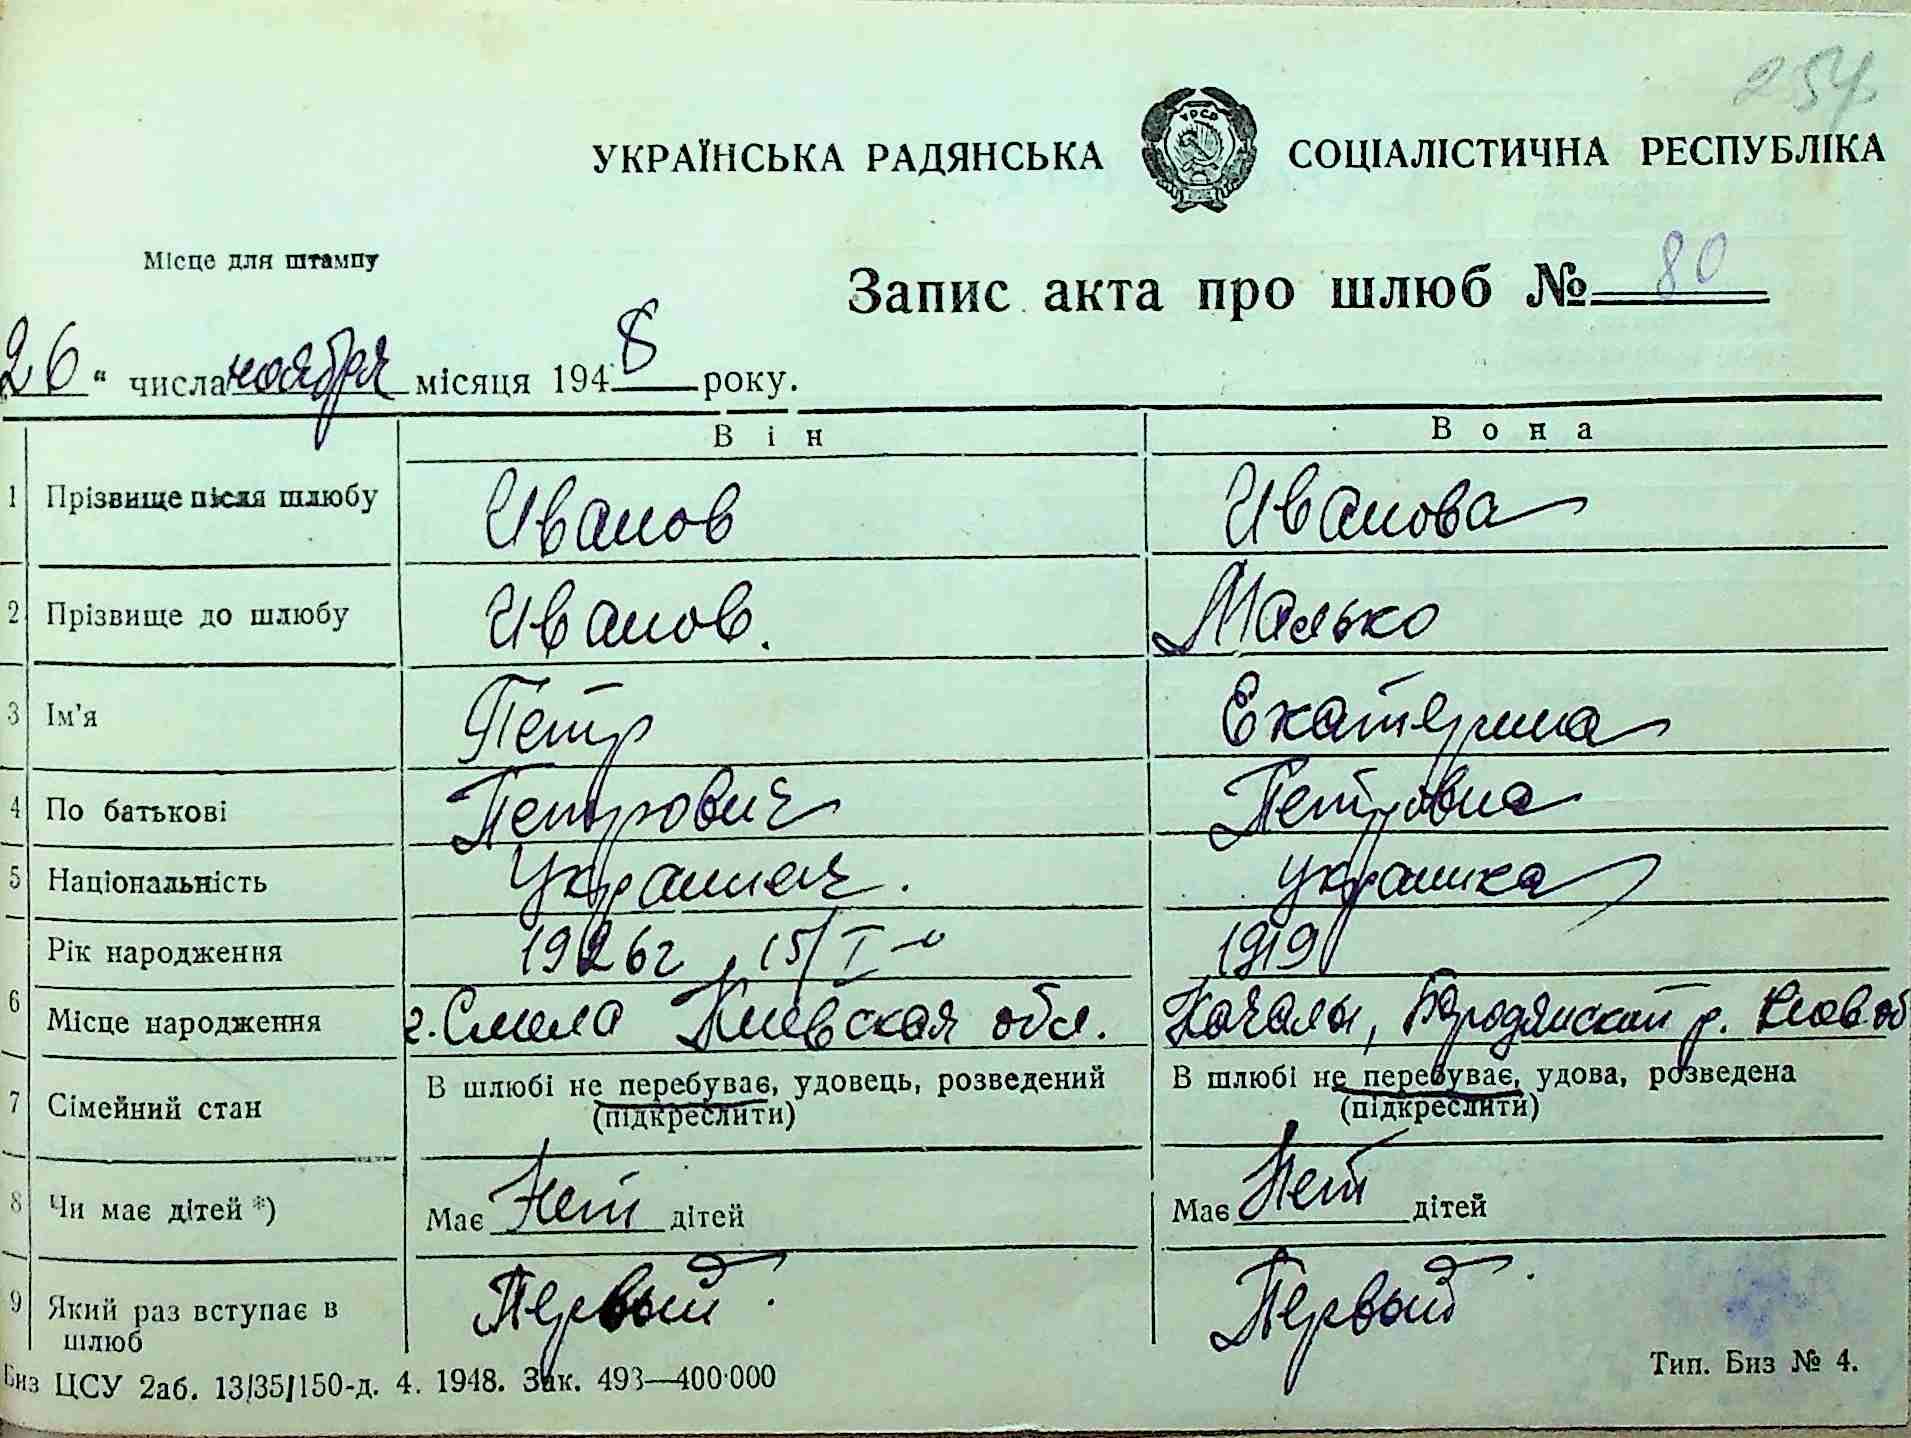 254
УКРАЇНСЬКА РАДЯНСЬКА СОЦІАЛІСТИЧНА РЕСПУБЛІКА
УРСР
Місце для штампу
Запис акта про шлюб № 80
26 “ числа ноября місяця 1948 року.
Він Вона
1 Прізвище після шлюбу Иванов Иванова
2 Прізвище до шлюбу Иванов. Малько
3 Ім’я Петр Екатерина
4 По батькові Петрович Петровна
5 Національність Украинец. украинка
Рік народження 1926г 15/I 1919
6 Місце народження г. Смела Киевская обл. Качалы, Бородянский р. Киев. об
7 Сімейний стан В шлюбі не перебуває, удовець, розведений В шлюбі не перебуває, удова, розведена
(підкреслити) (підкреслити)
8 Чи має дітей *) Має Нет дітей Має Нет дітей
9 Який раз вступає в Первый. Первый.
шлюб
Биз ЦСУ 2аб. 13/35/150-д. 4. 1948. Зак. 493—400·000 Тип. Биз № 4.